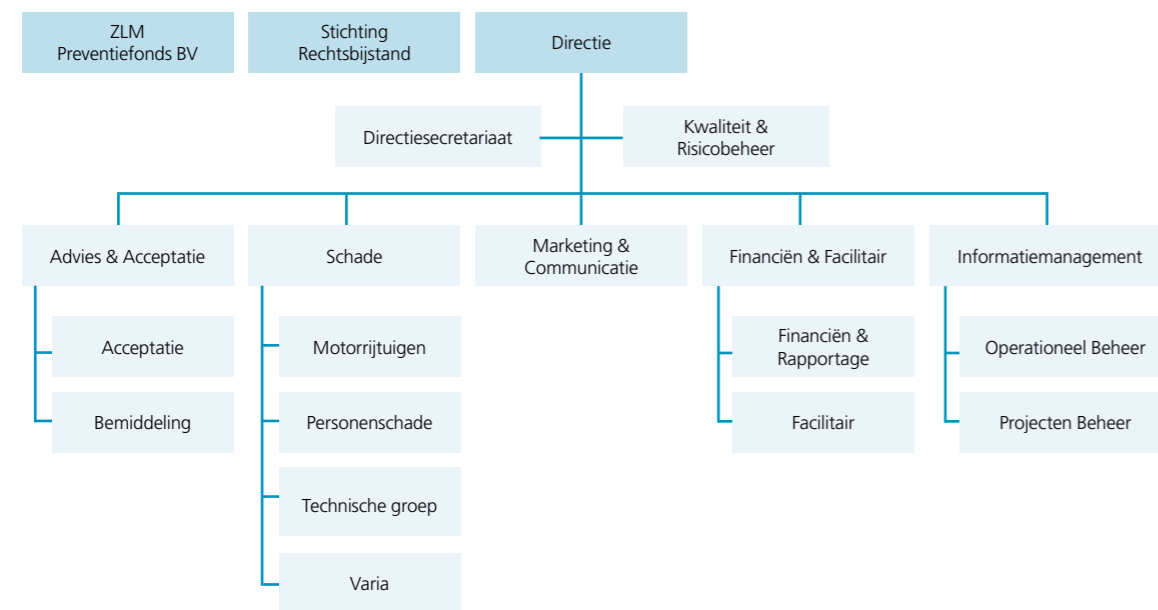 ZLM
Preventiefonds BV
Stichting
Rechtsbijstand
Directie
Directiesecretariaat
Kwaliteit &
Risicobeheer
Advies & Acceptatie
Schade
Marketing &
Communicatie
Financiën & Facilitair
Informatiemanagement
Acceptatie
Motorrijtuigen
Financiën &
Rapportage
Operationeel Beheer
Bemiddeling
Personenschade
Facilitair
Projecten Beheer
Technische groep
Varia